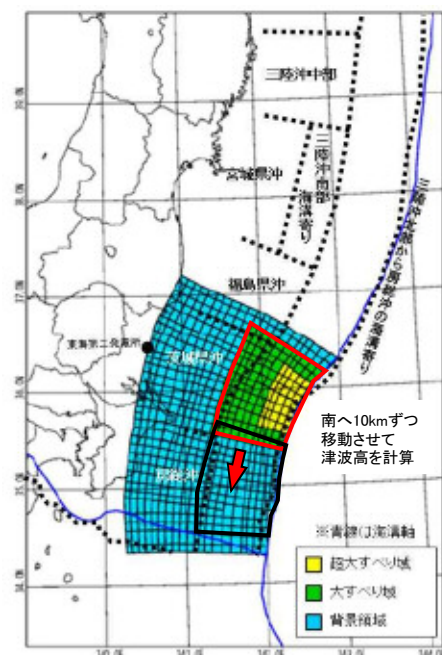 三陸沖中部
三陸沖南部
海溝寄り
宮城県沖
福島県沖
三陸沖北部から房総沖の海溝寄り
東海第二発電所
茨城県沖
房総沖
南へ10kmずつ
移動させて
津波高を計算
※青線は海溝軸
超大すべり域
大すべり域
背景領域